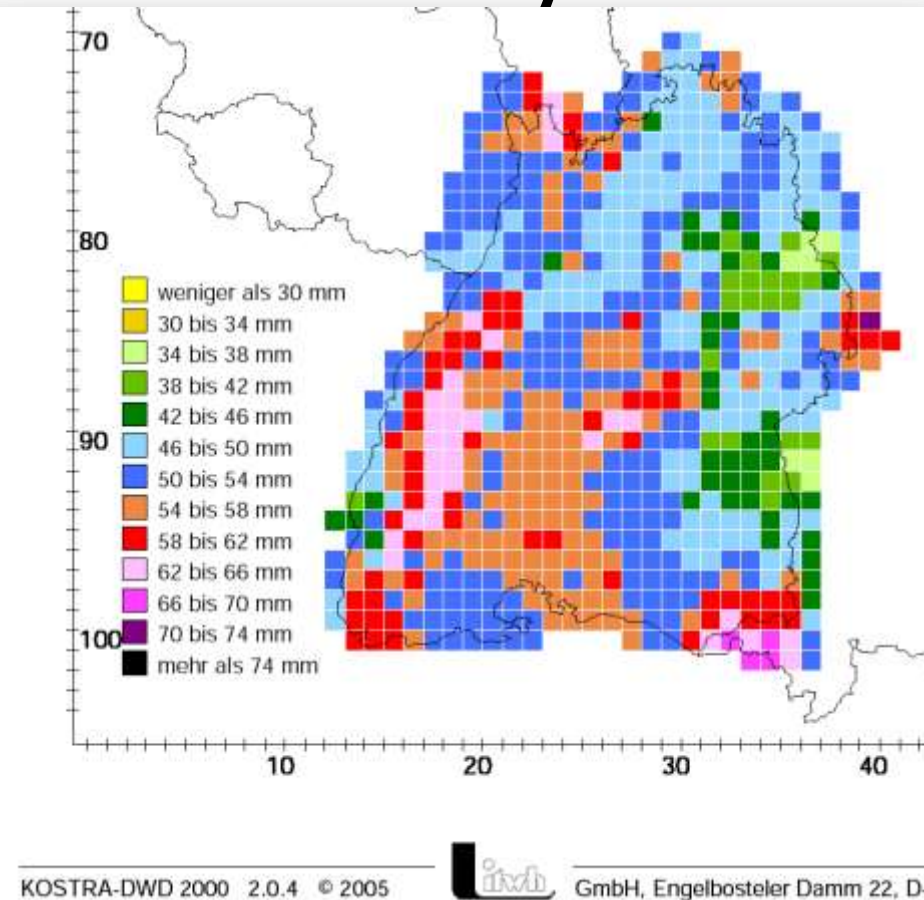 70
80
weniger als 30 mm
30 bis 34 mm
34 bis 38 mm
38 bis 42 mm
42 bis 46 mm
90
46 bis 50 mm
50 bis 54 mm
54 bis 58 mm
58 bis 62 mm
62 bis 66 mm
66 bis 70 mm
100
70 bis 74 mm
mehr als 74 mm
10 20 30 40
KOSTRA-DWD 2000 2.0.4 © 2005 itwh GmbH, Engelbosteler Damm 22, D-